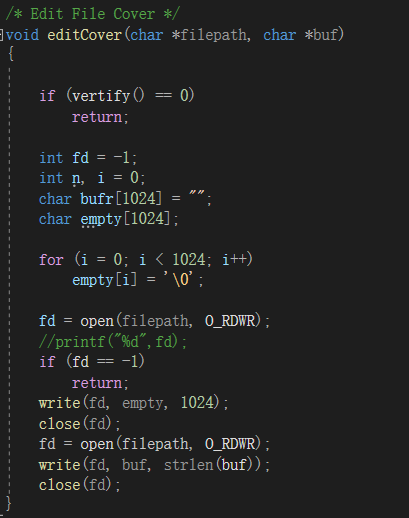 /* Edit File Cover */
void editCover(char *filepath, char *buf)
{
if (vertify() == 0)
return;
int fd = -1;
int n, i = 0;
char bufr[1024] = "";
char empty[1024];
for (i = 0; i < 1024; i++)
empty[i] = '\0';
fd = open(filepath, O_RDWR);
//printf("%d",fd);
if (fd == -1)
return;
write(fd, empty, 1024);
close(fd);
fd = open(filepath, O_RDWR);
write(fd, buf, strlen(buf));
close(fd);
}